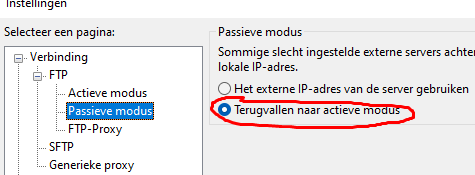 Instellingen
Selecteer een pagina:
Verbinding
FTP
Actieve modus
Passieve modus
FTP-Proxy
SFTP
Generieke proxy
Passieve modus
Sommige slecht ingestelde externe servers achter
lokale IP-adres.
Het externe IP-adres van de server gebruiken
Terugvallen naar actieve modus